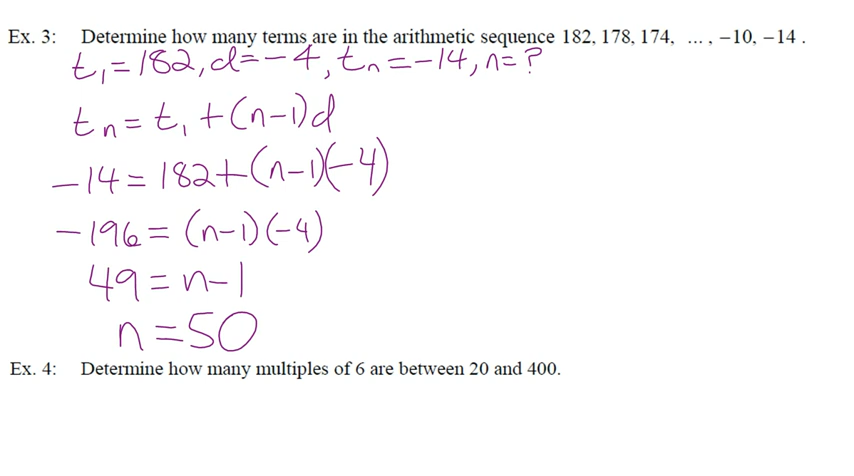 Ex. 3: Determine how many terms are in the arithmetic sequence 182, 178, 174, ... , −10, −14 .
t₁ = 182, d = −4, tₙ = −14, n = ?
tₙ = t₁ + (n−1)d
−14 = 182 + (n−1)(−4)
−196 = (n−1)(−4)
49 = n−1
n = 50
Ex. 4: Determine how many multiples of 6 are between 20 and 400.